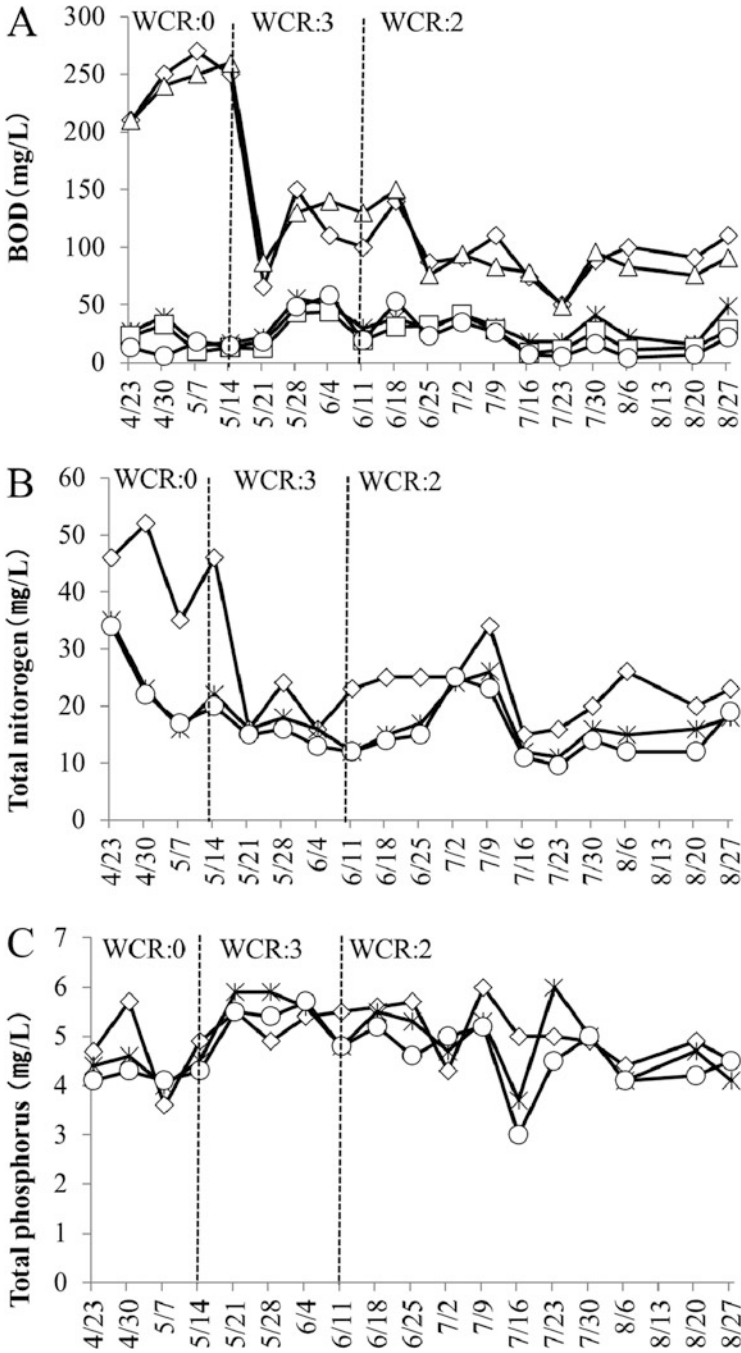 A
WCR:0 WCR:3 WCR:2
BOD (mg/L)
300
250
200
150
100
50
0
4/23 4/30 5/7 5/14 5/21 5/28 6/4 6/11 6/18 6/25 7/2 7/9 7/16 7/23 7/30 8/6 8/13 8/20 8/27
B
WCR:0 WCR:3 WCR:2
Total nitorogen (mg/L)
60
50
40
30
20
10
0
4/23 4/30 5/7 5/14 5/21 5/28 6/4 6/11 6/18 6/25 7/2 7/9 7/16 7/23 7/30 8/6 8/13 8/20 8/27
C
WCR:0 WCR:3 WCR:2
Total phosphorus (mg/L)
7
6
5
4
3
2
1
0
4/23 4/30 5/7 5/14 5/21 5/28 6/4 6/11 6/18 6/25 7/2 7/9 7/16 7/23 7/30 8/6 8/13 8/20 8/27